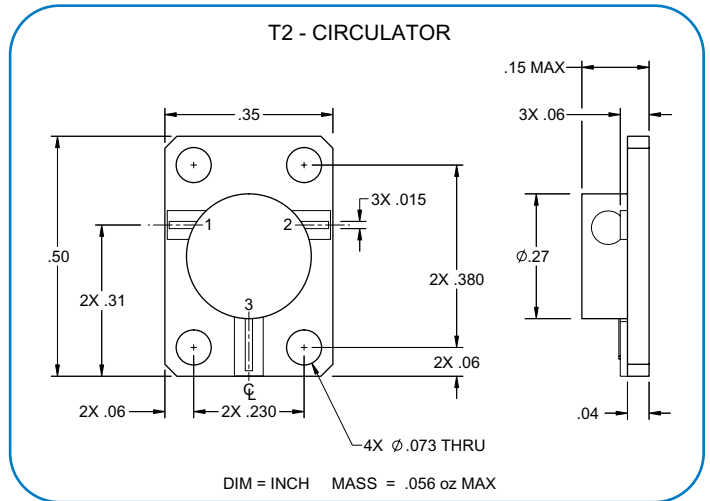 T2 - CIRCULATOR
.15 MAX
.35
3X .06
3X .015
1
2
.50
Ø.27
2X .380
2X .31
3
2X .06
℄
2X .06
2X .230
.04
4X Ø.073 THRU
DIM = INCH MASS = .056 oz MAX